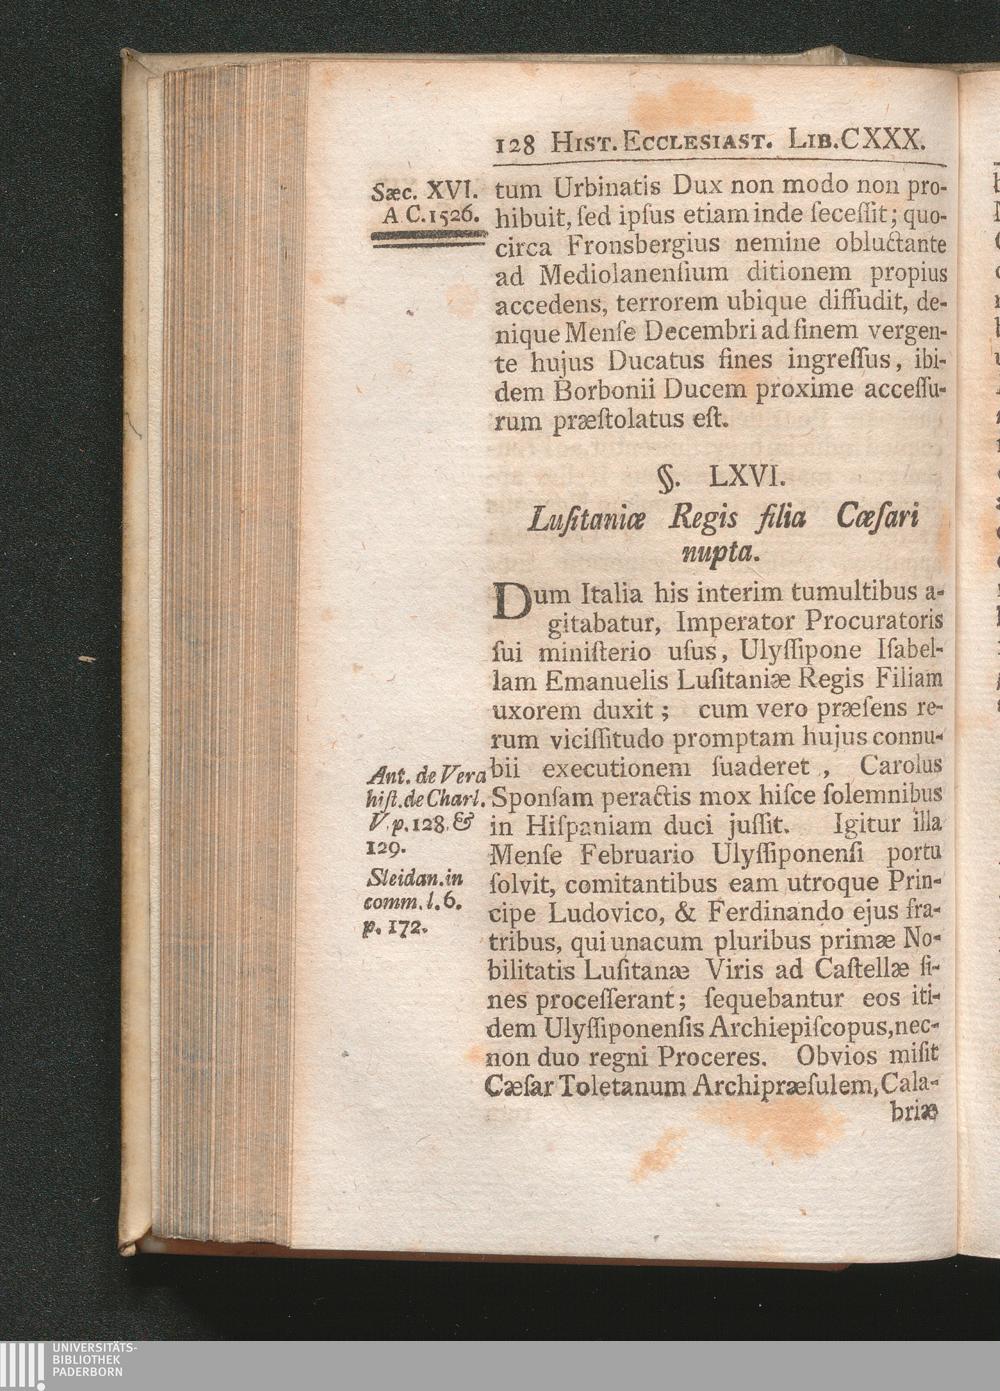 128 HIST. ECCLESIAST. LIB.CXXX.
Sæc. XVI.
A C.1526.
tum Urbinatis Dux non modo non pro-
hibuit, ſed ipſus etiam inde ſeceſſit; quo-
circa Fronsbergius nemine obluctante
ad Mediolanenſium ditionem propius
accedens, terrorem ubique diffudit, de-
nique Menſe Decembri ad finem vergen-
te hujus Ducatus fines ingreſſus, ibi-
dem Borbonii Ducem proxime acceſſu-
rum præſtolatus eſt.
§. LXVI.
Luſitaniæ Regis filia Cæſari
nupta.
Dum Italia his interim tumultibus a-
gitabatur, Imperator Procuratoris
ſui miniſterio uſus, Ulyſſipone Iſabel-
lam Emanuelis Luſitaniæ Regis Filiam
uxorem duxit; cum vero præſens re-
rum viciſſitudo promptam hujus connu-
bii executionem ſuaderet, Carolus
Sponſam peractis mox hiſce ſolemnibus
in Hiſpaniam duci juſſit. Igitur illa
Menſe Februario Ulyſſiponenſi portu
ſolvit, comitantibus eam utroque Prin-
cipe Ludovico, & Ferdinando ejus fra-
tribus, qui unacum pluribus primæ No-
bilitatis Luſitanæ Viris ad Caſtellæ fi-
nes proceſſerant; ſequebantur eos iti-
dem Ulyſſiponenſis Archiepiſcopus, nec-
non duo regni Proceres. Obvios miſit
Cæſar Toletanum Archipræſulem, Cala-
briæ
Ant. de Vera
hiſt. de Charl.
V. p. 128. &
129.
Sleidan. in
comm. l. 6.
p. 172.
UNIVERSITÄTS-
BIBLIOTHEK
PADERBORN